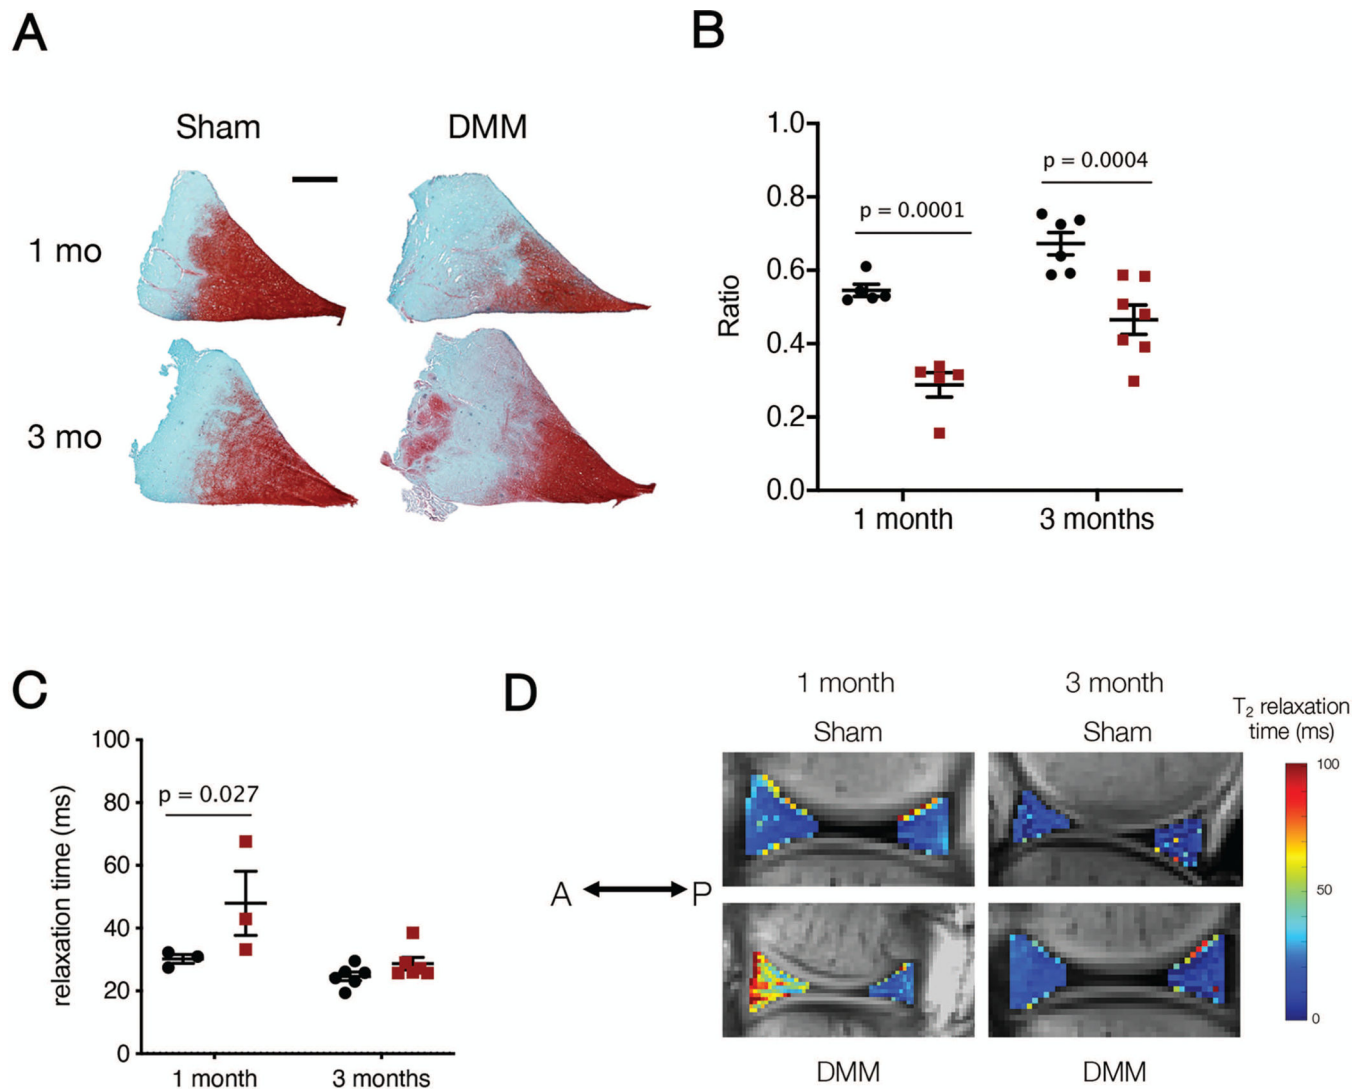 A
Sham
DMM
1 mo
3 mo
B
Ratio
1.0
0.8
0.6
0.4
0.2
0.0
p = 0.0001
p = 0.0004
1 month
3 months
C
relaxation time (ms)
100
80
60
40
20
0
p = 0.027
1 month
3 months
D
1 month
3 month
Sham
Sham
A
P
DMM
DMM
T2 relaxation
time (ms)
100
50
0